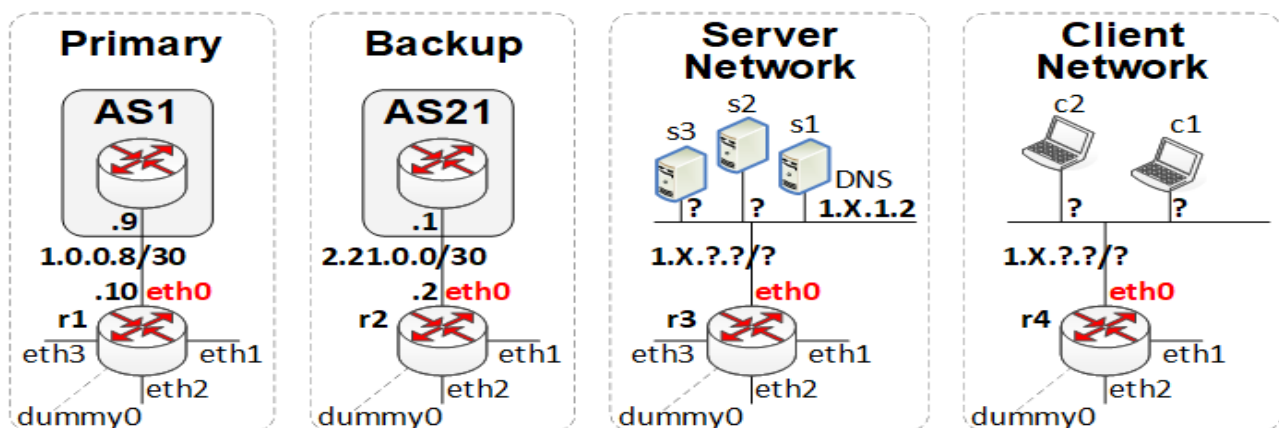 Primary
AS1
.9
1.0.0.8/30
.10 eth0
r1
eth3
eth1
eth2
dummy0
Backup
AS21
.1
2.21.0.0/30
.2 eth0
r2
eth1
eth2
dummy0
Server
Network
s3
s2
s1
DNS
? ? 1.X.1.2
1.X.?.?/?
eth0
r3
eth3
eth1
eth2
dummy0
Client
Network
c2
c1
? ?
1.X.?.?/?
eth0
r4
eth1
eth2
dummy0